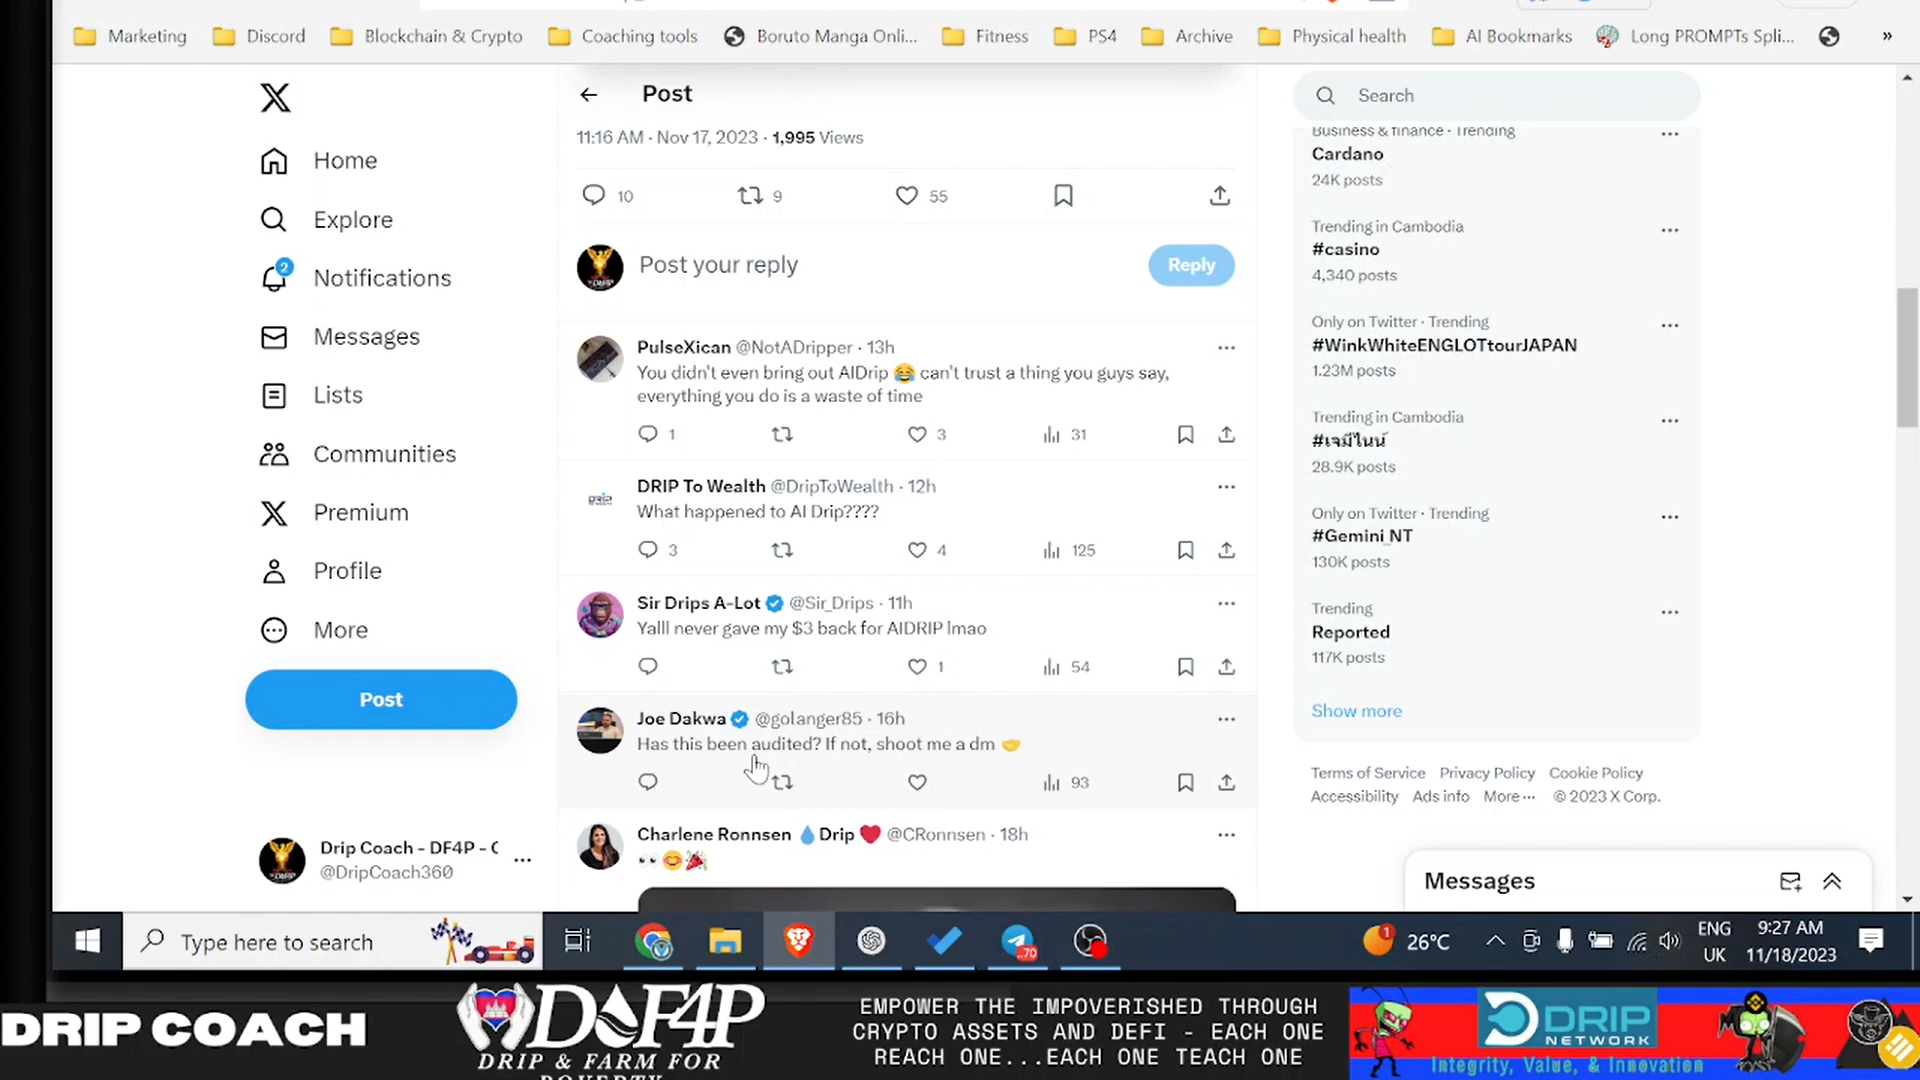 Marketing
Discord
Blockchain & Crypto
Coaching tools
Boruto Manga Onli...
Fitness
PS4
Archive
Physical health
AI Bookmarks
Long PROMPTs Spli...
»
Home
Explore
2
Notifications
Messages
Lists
Communities
Premium
Profile
More
Post
Drip Coach - DF4P - C
@DripCoach360
Post
11:16 AM · Nov 17, 2023 · 1,995 Views
10
9
55
Post your reply
Reply
PulseXican @NotADripper · 13h
You didn't even bring out AIDrip 😂 can't trust a thing you guys say,
everything you do is a waste of time
1
3
31
DRIP To Wealth @DripToWealth · 12h
What happened to AI Drip????
3
4
125
Sir Drips A-Lot @Sir_Drips · 11h
Yalll never gave my $3 back for AIDRIP lmao
1
54
Joe Dakwa @golanger85 · 16h
Has this been audited? If not, shoot me a dm 🤝
93
Charlene Ronnsen 💧Drip ❤️ @CRonnsen · 18h
👀😊🎉
Search
Business & finance · Trending
Cardano
24K posts
Trending in Cambodia
#casino
4,340 posts
Only on Twitter · Trending
#WinkWhiteENGLOTtourJAPAN
1.23M posts
Trending in Cambodia
#เจมีไนน์
28.9K posts
Only on Twitter · Trending
#Gemini_NT
130K posts
Trending
Reported
117K posts
Show more
Terms of Service Privacy Policy Cookie Policy
Accessibility Ads info More ··· © 2023 X Corp.
Messages
Type here to search
70
1
26°C
ENG
UK
9:27 AM
11/18/2023
DRIP COACH
DF4P
DRIP & FARM FOR
POVERTY
EMPOWER THE IMPOVERISHED THROUGH
CRYPTO ASSETS AND DEFI - EACH ONE
REACH ONE...EACH ONE TEACH ONE
DRIP
NETWORK
Integrity, Value, & Innovation